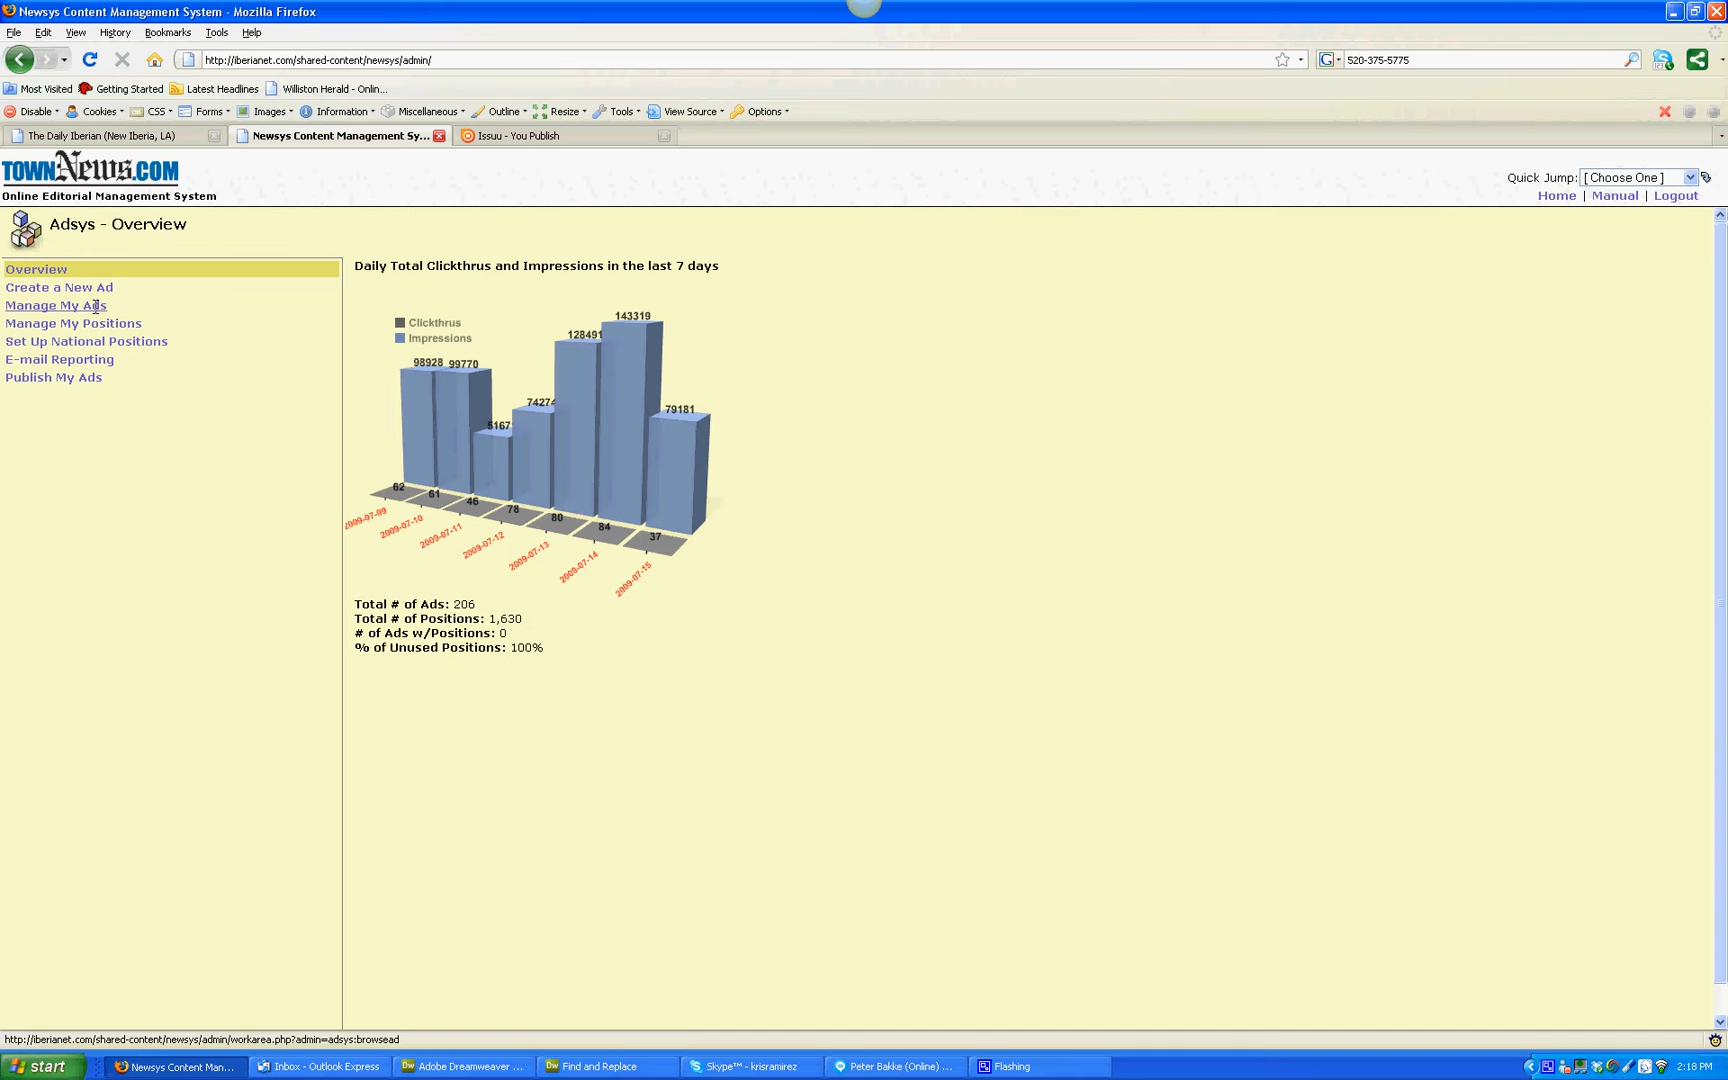 Newsys Content Management System - Mozilla Firefox
File Edit View History Bookmarks Tools Help
http://iberianet.com/shared-content/newsys/admin/
G 520-375-5775
Most Visited Getting Started Latest Headlines Williston Herald - Onlin...
Disable Cookies CSS Forms Images Information Miscellaneous Outline Resize Tools View Source Options
The Daily Iberian (New Iberia, LA) Newsys Content Management Sy... Issuu - You Publish
TOWNNEWS.COM
Online Editorial Management System
Quick Jump: [ Choose One ]
Home | Manual | Logout
Adsys - Overview
Overview
Create a New Ad
Manage My Ads
Manage My Positions
Set Up National Positions
E-mail Reporting
Publish My Ads
Daily Total Clickthrus and Impressions in the last 7 days
Clickthrus
Impressions
98928 99770 5167 74274 128491 143319 79181
62 61 46 78 80 84 37
2009-07-09 2009-07-10 2009-07-11 2009-07-12 2009-07-13 2009-07-14 2009-07-15
Total # of Ads: 206
Total # of Positions: 1,630
# of Ads w/Positions: 0
% of Unused Positions: 100%
http://iberianet.com/shared-content/newsys/admin/workarea.php?admin=adsys:browsead
start Newsys Content Man... Inbox - Outlook Express Adobe Dreamweaver ... Find and Replace Skype™ - krisramirez Peter Bakke (Online) ... Flashing 2:18 PM